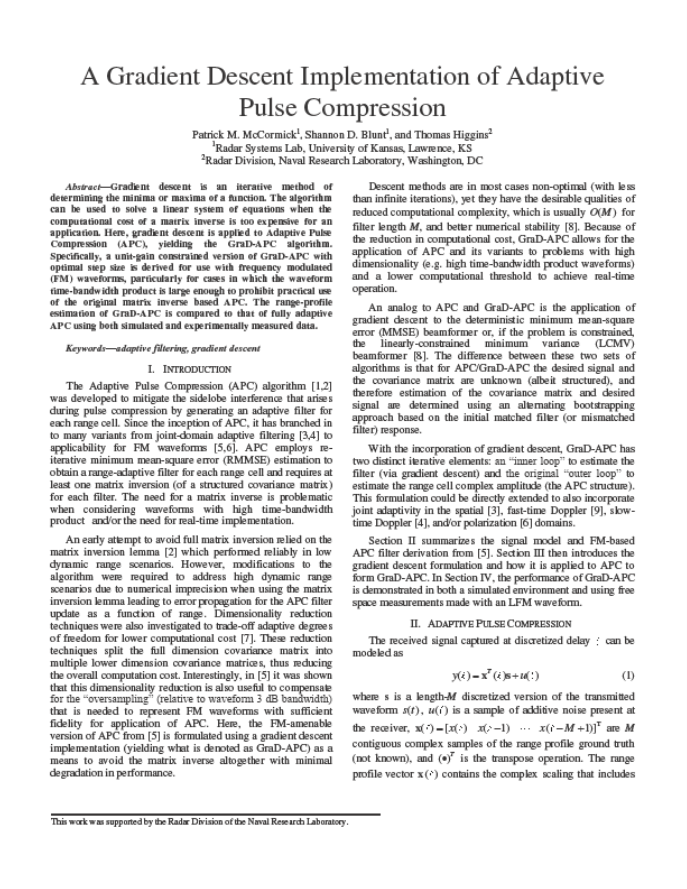 A Gradient Descent Implementation of Adaptive
Pulse Compression
Patrick M. McCormick¹, Shannon D. Blunt¹, and Thomas Higgins²
¹Radar Systems Lab, University of Kansas, Lawrence, KS
²Radar Division, Naval Research Laboratory, Washington, DC
Abstract—Gradient descent is an iterative method of
determining the minima or maxima of a function. The algorithm
can be used to solve a linear system of equations when the
computational cost of a matrix inverse is too expensive for an
application. Here, gradient descent is applied to Adaptive Pulse
Compression (APC), yielding the GraD-APC algorithm.
Specifically, a unit-gain constrained version of GraD-APC with
optimal step size is derived for use with frequency modulated
(FM) waveforms, particularly for cases in which the waveform
time-bandwidth product is large enough to prohibit practical use
of the original matrix inverse based APC. The range-profile
estimation of GraD-APC is compared to that of fully adaptive
APC using both simulated and experimentally measured data.
Keywords—adaptive filtering, gradient descent
I. INTRODUCTION
The Adaptive Pulse Compression (APC) algorithm [1,2]
was developed to mitigate the sidelobe interference that arises
during pulse compression by generating an adaptive filter for
each range cell. Since the inception of APC, it has branched in
to many variants from joint-domain adaptive filtering [3,4] to
applicability for FM waveforms [5,6]. APC employs re-
iterative minimum mean-square error (RMMSE) estimation to
obtain a range-adaptive filter for each range cell and requires at
least one matrix inversion (of a structured covariance matrix)
for each filter. The need for a matrix inverse is problematic
when considering waveforms with high time-bandwidth
product and/or the need for real-time implementation.
An early attempt to avoid full matrix inversion relied on the
matrix inversion lemma [2] which performed reliably in low
dynamic range scenarios. However, modifications to the
algorithm were required to address high dynamic range
scenarios due to numerical imprecision when using the matrix
inversion lemma leading to error propagation for the APC filter
update as a function of range. Dimensionality reduction
techniques were also investigated to trade-off adaptive degrees
of freedom for lower computational cost [7]. These reduction
techniques split the full dimension covariance matrix into
multiple lower dimension covariance matrices, thus reducing
the overall computation cost. Interestingly, in [5] it was shown
that this dimensionality reduction is also useful to compensate
for the “oversampling” (relative to waveform 3 dB bandwidth)
that is needed to represent FM waveforms with sufficient
fidelity for application of APC. Here, the FM-amenable
version of APC from [5] is formulated using a gradient descent
implementation (yielding what is denoted as GraD-APC) as a
means to avoid the matrix inverse altogether with minimal
degradation in performance.
Descent methods are in most cases non-optimal (with less
than infinite iterations), yet they have the desirable qualities of
reduced computational complexity, which is usually O(M) for
filter length M, and better numerical stability [8]. Because of
the reduction in computational cost, GraD-APC allows for the
application of APC and its variants to problems with high
dimensionality (e.g. high time-bandwidth product waveforms)
and a lower computational threshold to achieve real-time
operation.
An analog to APC and GraD-APC is the application of
gradient descent to the deterministic minimum mean-square
error (MMSE) beamformer or, if the problem is constrained,
the linearly-constrained minimum variance (LCMV)
beamformer [8]. The difference between these two sets of
algorithms is that for APC/GraD-APC the desired signal and
the covariance matrix are unknown (albeit structured), and
therefore estimation of the covariance matrix and desired
signal are determined using an alternating bootstrapping
approach based on the initial matched filter (or mismatched
filter) response.
With the incorporation of gradient descent, GraD-APC has
two distinct iterative elements: an “inner loop” to estimate the
filter (via gradient descent) and the original “outer loop” to
estimate the range cell complex amplitude (the APC structure).
This formulation could be directly extended to also incorporate
joint adaptivity in the spatial [3], fast-time Doppler [9], slow-
time Doppler [4], and/or polarization [6] domains.
Section II summarizes the signal model and FM-based
APC filter derivation from [5]. Section III then introduces the
gradient descent formulation and how it is applied to APC to
form GraD-APC. In Section IV, the performance of GraD-APC
is demonstrated in both a simulated environment and using free
space measurements made with an LFM waveform.
II. ADAPTIVE PULSE COMPRESSION
The received signal captured at discretized delay can be
modeled as
y( ) = x^T( )s + u( ) (1)
where s is a length-M discretized version of the transmitted
waveform s(t), u( ) is a sample of additive noise present at
the receiver, x( ) = [x( ) x( −1) ⋯ x( −M+1)]^T are M
contiguous complex samples of the range profile ground truth
(not known), and (•)^T is the transpose operation. The range
profile vector x( ) contains the complex scaling that includes
This work was supported by the Radar Division of the Naval Research Laboratory.